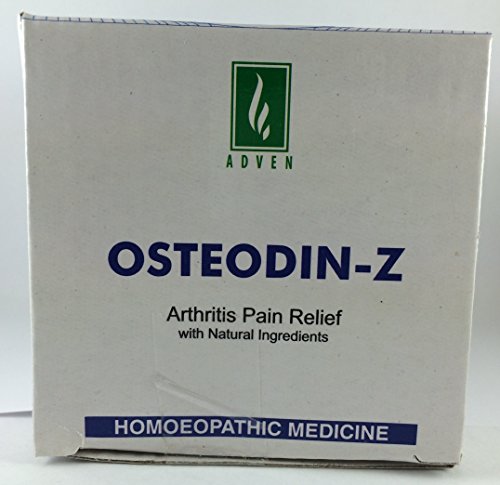 ADVEN
OSTEODIN-Z
Arthritis Pain Relief
with Natural Ingredients
HOMOEOPATHIC MEDICINE